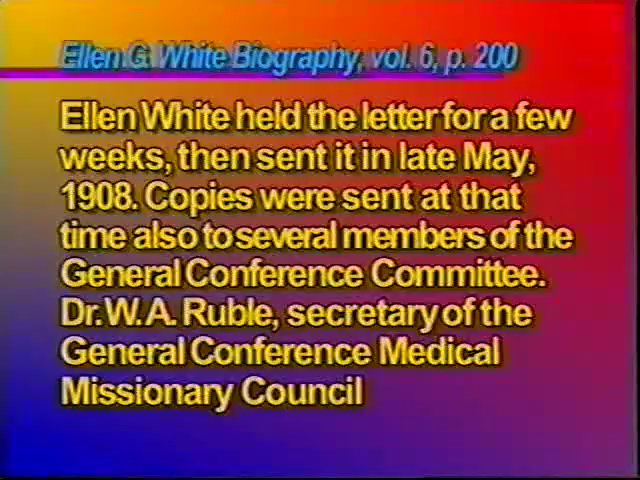 Ellen G. White Biography, vol. 6, p. 200
Ellen White held the letter for a few
weeks, then sent it in late May,
1908. Copies were sent at that
time also to several members of the
General Conference Committee.
Dr. W. A. Ruble, secretary of the
General Conference Medical
Missionary Council